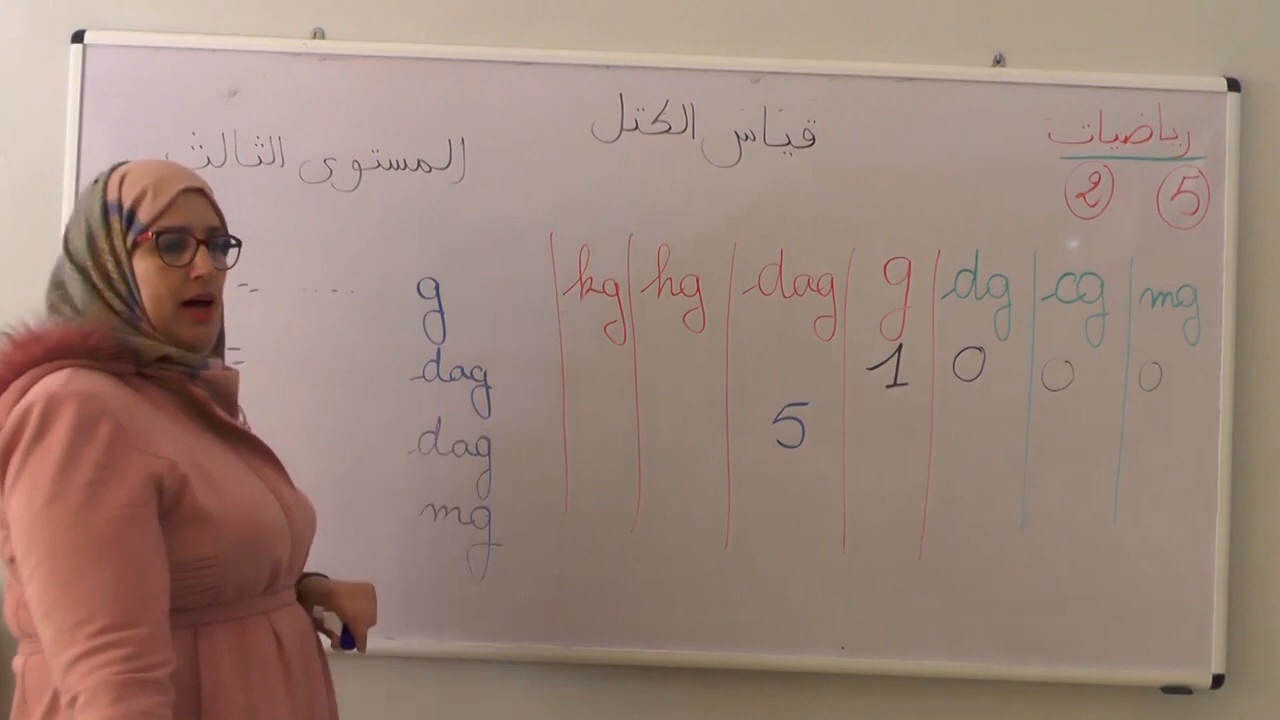 رياضيات
5 2
قياس الكتل
المستوى الثالث
kg hg dag g dg cg mg
1 0 0 0
5
= .... g
= dag
dag
mg